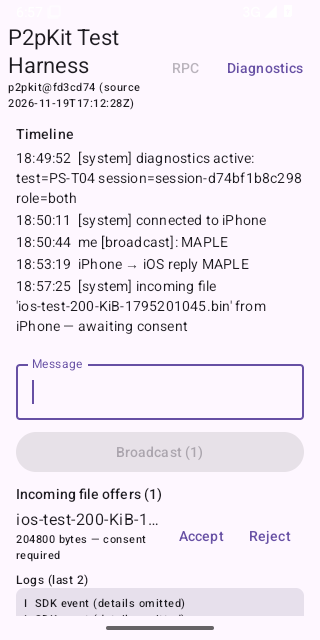 P2pKit Test
Harness
p2pkit@fd3cd74 (source
2026-11-19T17:12:28Z)
RPC
Diagnostics
Timeline
18:49:52 [system] diagnostics active:
test=PS-T04 session=session-d74bf1b8c298
role=both
18:50:11 [system] connected to iPhone
18:50:44 me [broadcast]: MAPLE
18:53:19 iPhone → iOS reply MAPLE
18:57:25 [system] incoming file
'ios-test-200-KiB-1795201045.bin' from
iPhone — awaiting consent
Message
Broadcast (1)
Incoming file offers (1)
ios-test-200-KiB-1…
204800 bytes — consent
required
Accept
Reject
Logs (last 2)
I SDK event (details omitted)